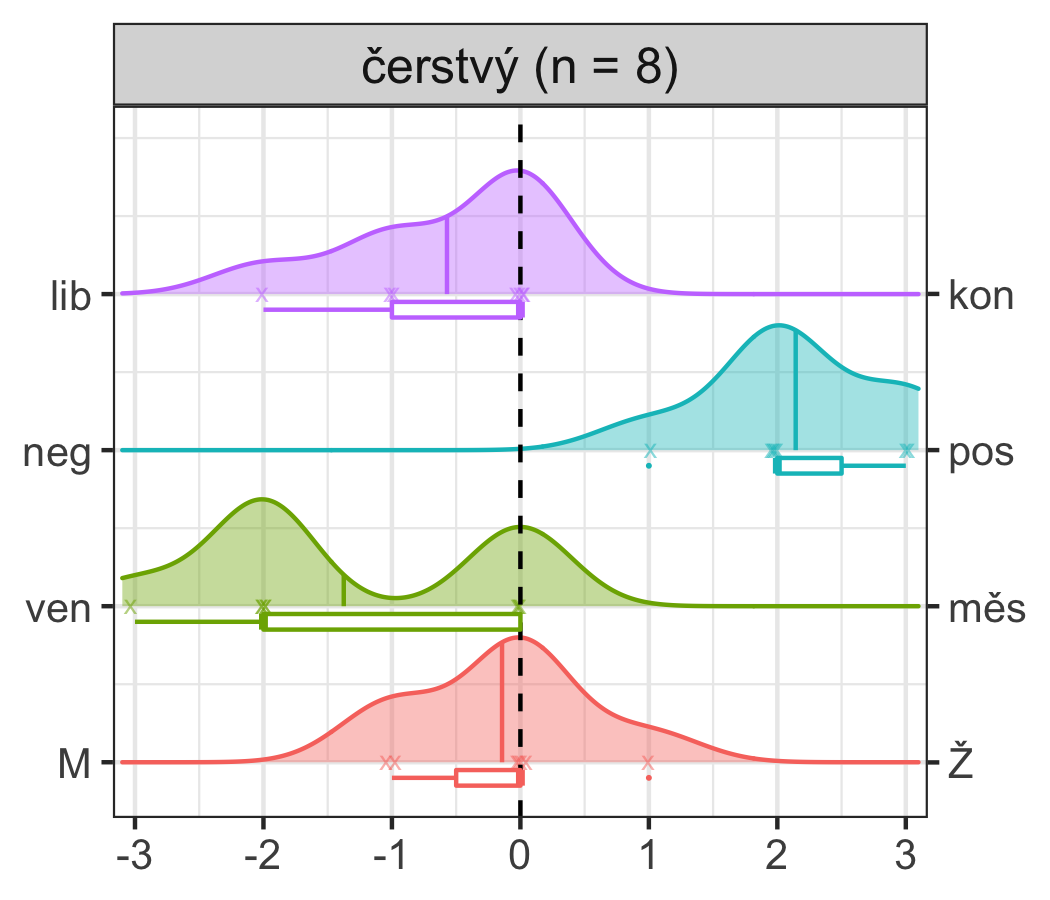 čerstvý (n = 8)
lib kon
neg pos
ven měs
M Ž
-3 -2 -1 0 1 2 3